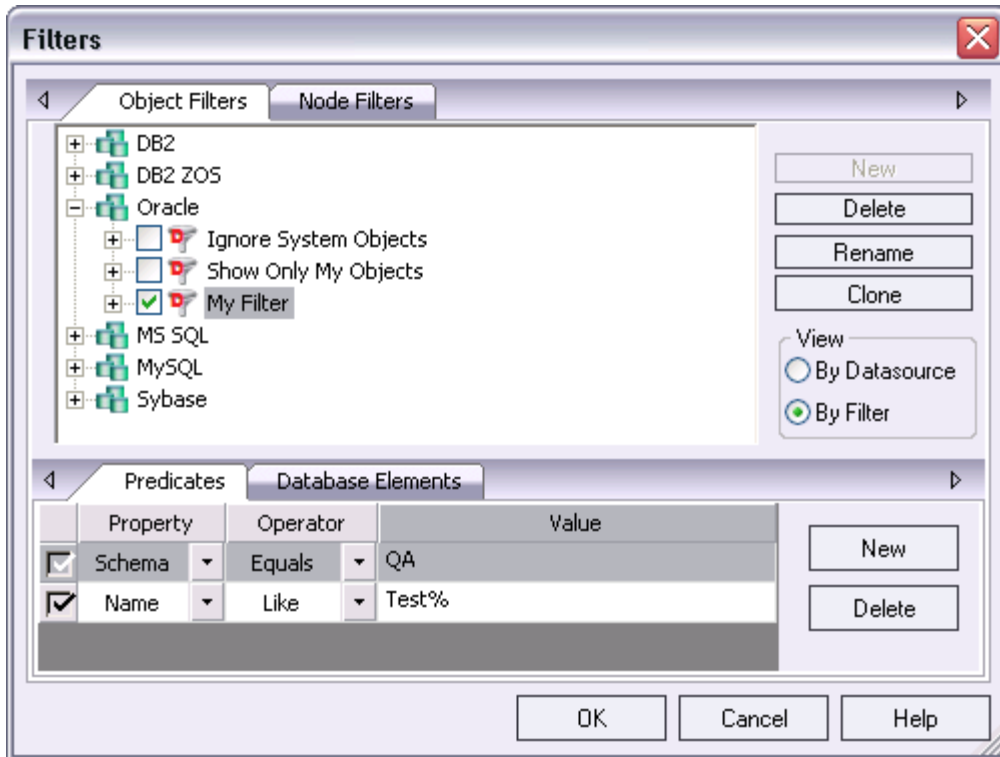 Filters
Object Filters Node Filters
DB2
DB2 ZOS
Oracle
Ignore System Objects
Show Only My Objects
My Filter
MS SQL
MySQL
Sybase
New
Delete
Rename
Clone
View
By Datasource
By Filter
Predicates Database Elements
Property Operator Value
Schema Equals QA
Name Like Test%
New
Delete
OK Cancel Help